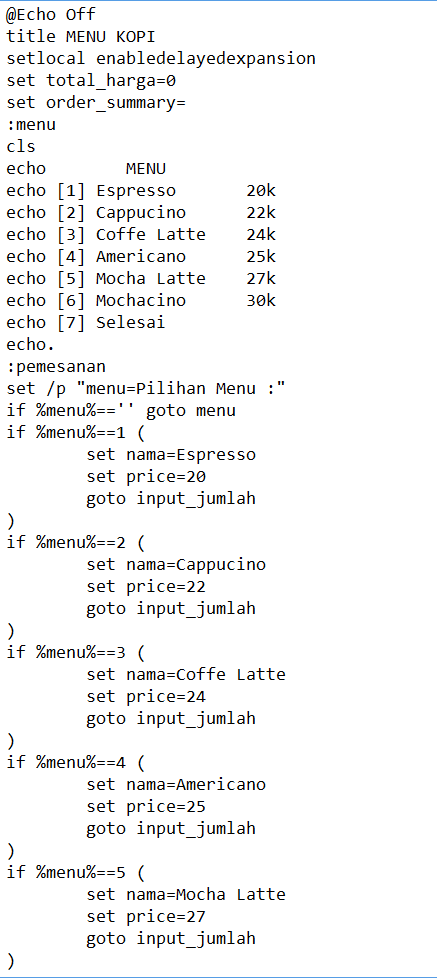 @Echo Off
title MENU KOPI
setlocal enabledelayedexpansion
set total_harga=0
set order_summary=
:menu
cls
echo        MENU
echo [1] Espresso       20k
echo [2] Cappucino      22k
echo [3] Coffe Latte    24k
echo [4] Americano      25k
echo [5] Mocha Latte    27k
echo [6] Mochacino      30k
echo [7] Selesai
echo.
:pemesanan
set /p "menu=Pilihan Menu :"
if %menu%=='' goto menu
if %menu%==1 (
        set nama=Espresso
        set price=20
        goto input_jumlah
)
if %menu%==2 (
        set nama=Cappucino
        set price=22
        goto input_jumlah
)
if %menu%==3 (
        set nama=Coffe Latte
        set price=24
        goto input_jumlah
)
if %menu%==4 (
        set nama=Americano
        set price=25
        goto input_jumlah
)
if %menu%==5 (
        set nama=Mocha Latte
        set price=27
        goto input_jumlah
)